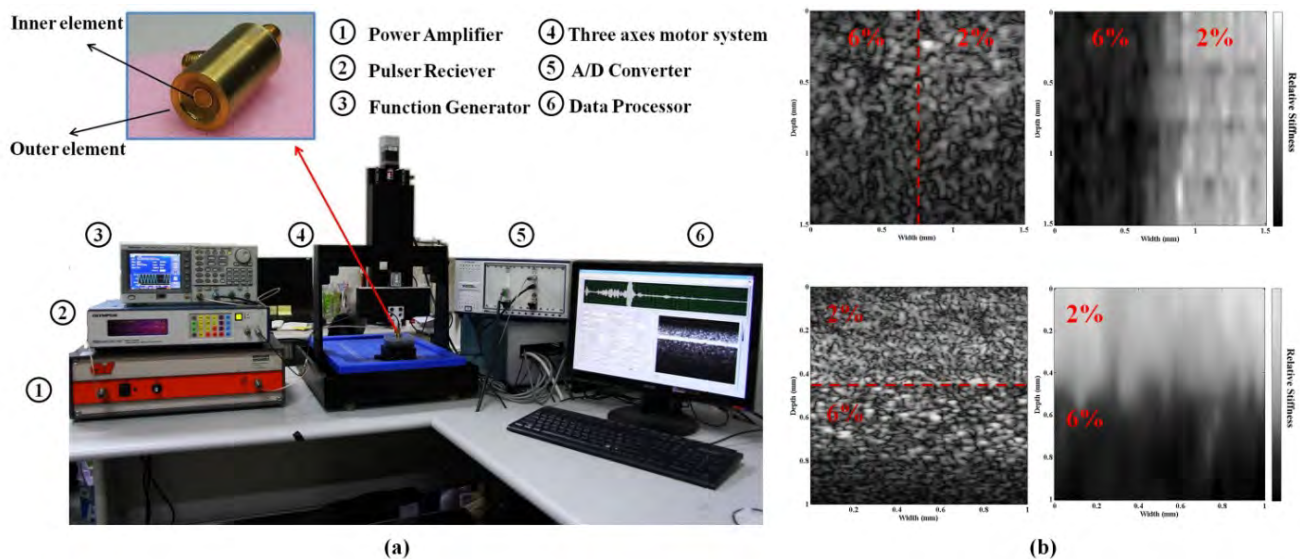 Inner element
Outer element
① Power Amplifier
② Pulser Reciever
③ Function Generator
④ Three axes motor system
⑤ A/D Converter
⑥ Data Processor
③
④
⑤
⑥
②
①
OLYMPUS
(a)
6% 2%
0.5
1
1.5
0 0.5 1 1.5
Depth (mm)
Width (mm)
6% 2%
0
0.5
1
1.5
0 0.5 1 1.5
Depth (mm)
Width (mm)
Relative Stiffness
2%
6%
0
0.2
0.4
0.6
0.8
1
0.2 0.4 0.6 0.8 1
Depth (mm)
Width (mm)
2%
6%
0
0.2
0.4
0.6
0.8
1
0 0.2 0.4 0.6 0.8 1
Depth (mm)
Width (mm)
Relative Stiffness
(b)